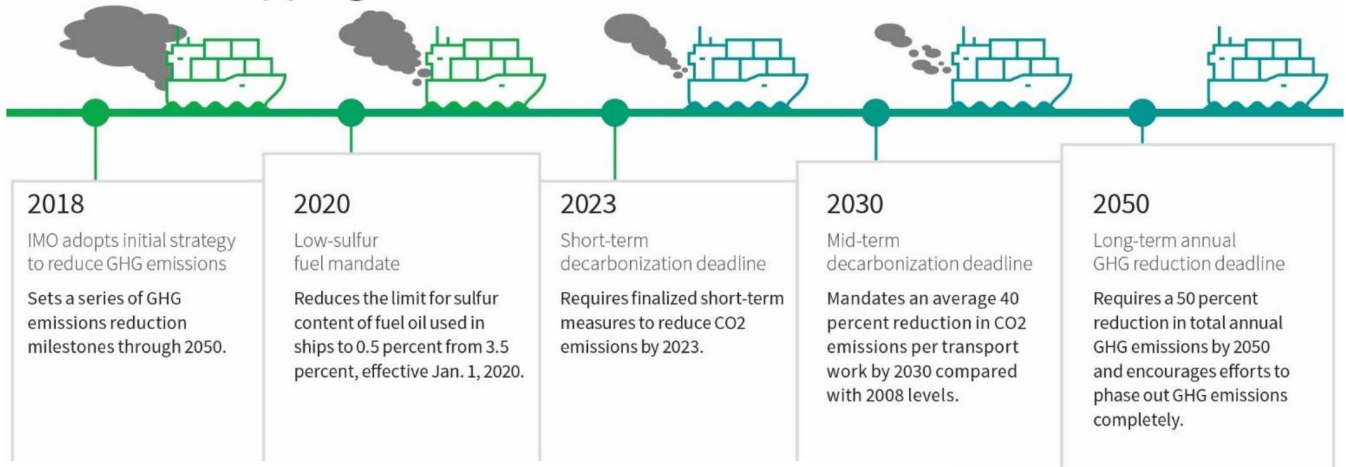 2018
IMO adopts initial strategy
to reduce GHG emissions
Sets a series of GHG
emissions reduction
milestones through 2050.
2020
Low-sulfur
fuel mandate
Reduces the limit for sulfur
content of fuel oil used in
ships to 0.5 percent from 3.5
percent, effective Jan. 1, 2020.
2023
Short-term
decarbonization deadline
Requires finalized short-term
measures to reduce CO2
emissions by 2023.
2030
Mid-term
decarbonization deadline
Mandates an average 40
percent reduction in CO2
emissions per transport
work by 2030 compared
with 2008 levels.
2050
Long-term annual
GHG reduction deadline
Requires a 50 percent
reduction in total annual
GHG emissions by 2050
and encourages efforts to
phase out GHG emissions
completely.